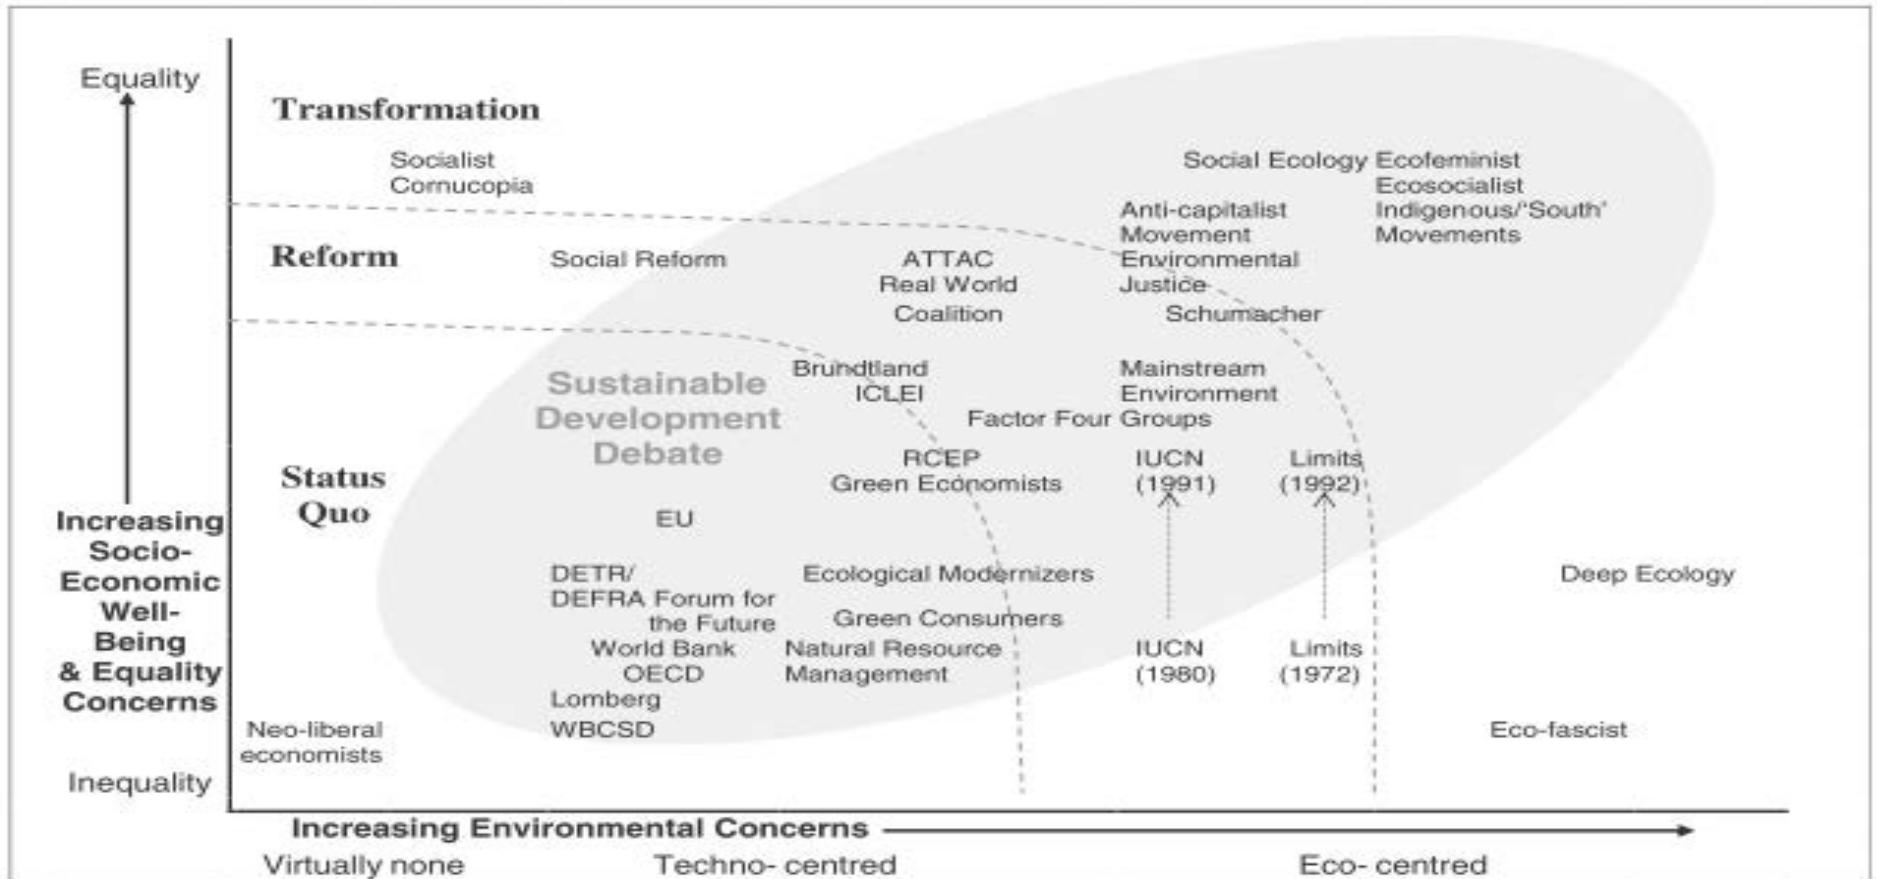 Equality
Transformation
Socialist
Cornucopia
Social Ecology Ecofeminist
Ecosocialist
Anti-capitalist
Movement
Indigenous/'South'
Movements
Reform
Social Reform
ATTAC
Real World
Coalition
Environmental
Justice
Schumacher
Sustainable
Development
Debate
Brundtland
ICLEI
Mainstream
Environment
Factor Four Groups
Status
Quo
RCEP
Green Economists
IUCN
(1991)
Limits
(1992)
EU
Increasing
Socio-
Economic
Well-
Being
& Equality
Concerns
DETR/
DEFRA Forum for
the Future
Ecological Modernizers
Green Consumers
Deep Ecology
World Bank
OECD
Natural Resource
Management
IUCN
(1980)
Limits
(1972)
Lomberg
WBCSD
Neo-liberal
economists
Eco-fascist
Inequality
Increasing Environmental Concerns
Virtually none
Techno- centred
Eco- centred